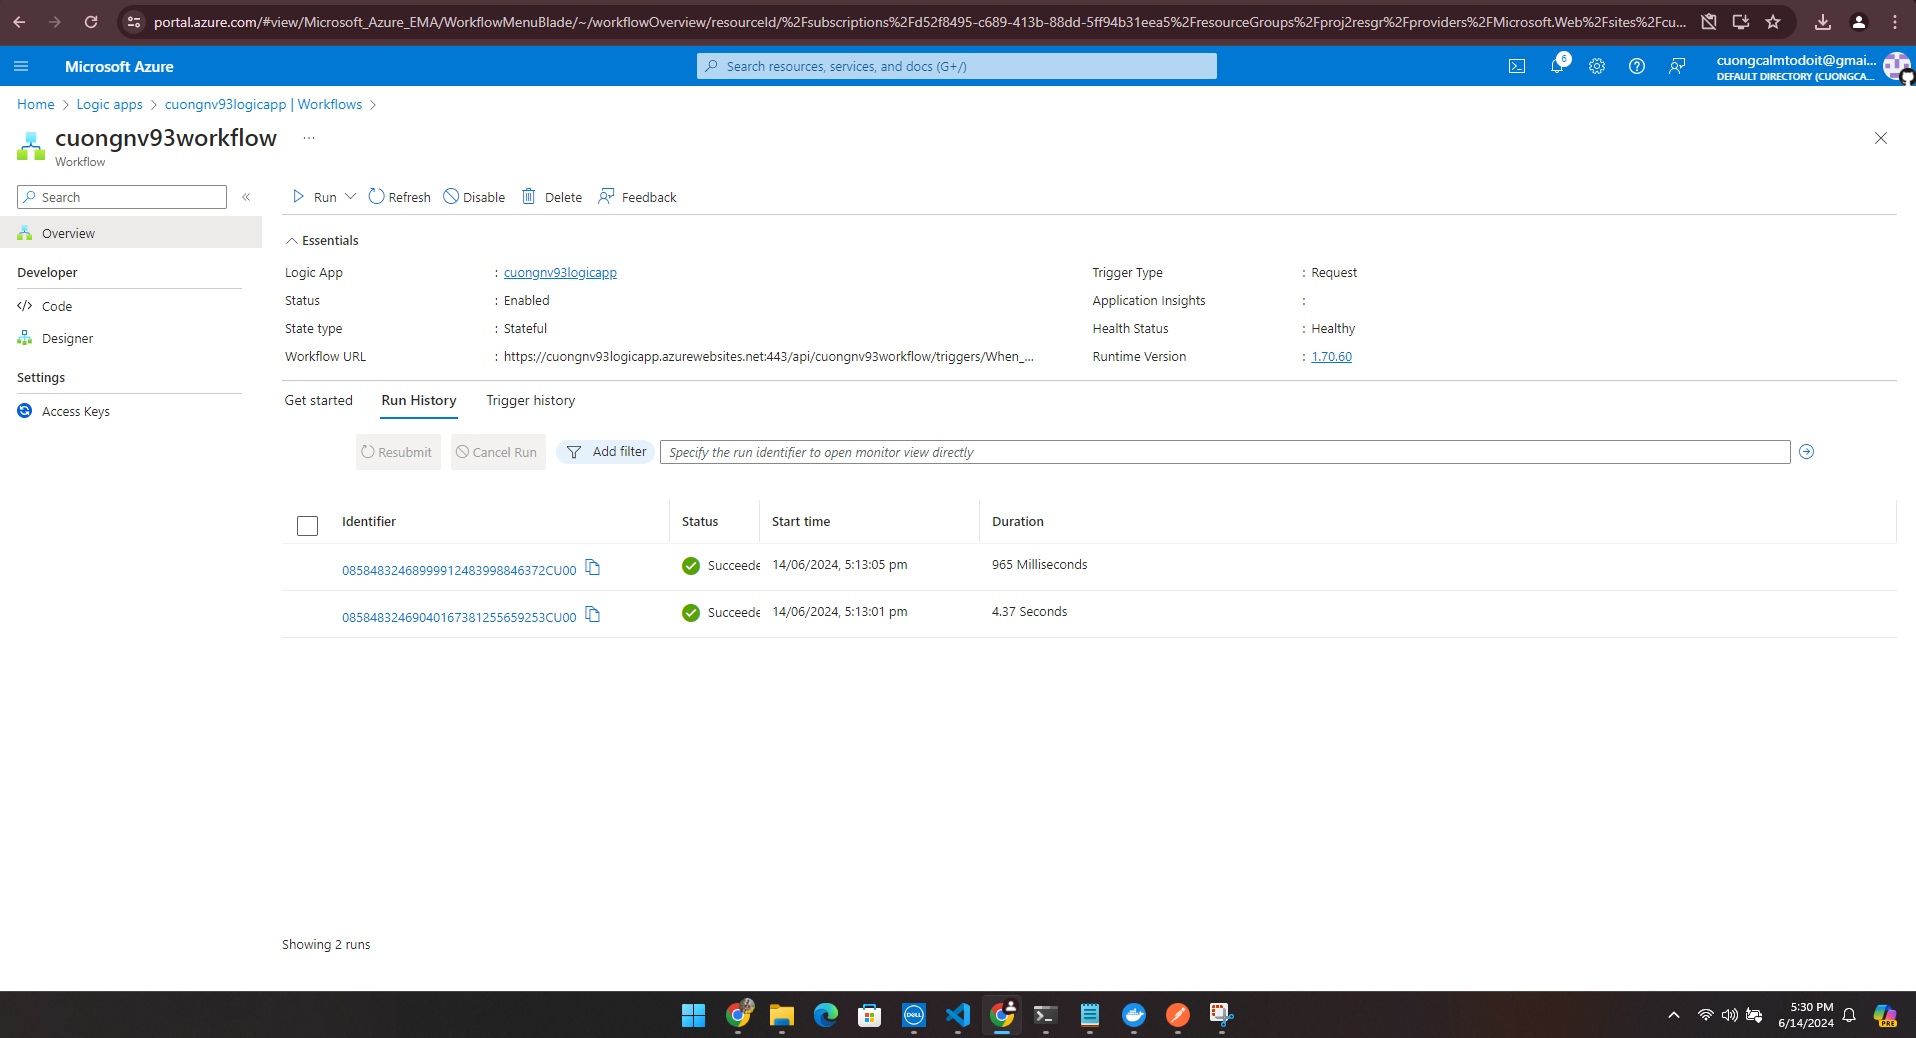 portal.azure.com/#view/Microsoft_Azure_EMA/WorkflowMenuBlade/~/workflowOverview/resourceId/%2Fsubscriptions%2Fd52f8495-c689-413b-88dd-5ff94b31eea5%2FresourceGroups%2Fproj2resgr%2Fproviders%2FMicrosoft.Web%2Fsites%2Fcu...
Microsoft Azure
Search resources, services, and docs (G+/)
6
cuongcalmtodoit@gmai...
DEFAULT DIRECTORY (CUONGCA...
Home > Logic apps > cuongnv93logicapp | Workflows >
cuongnv93workflow ...
Workflow
Search
«
Run
Refresh
Disable
Delete
Feedback
Overview
Developer
Code
Designer
Settings
Access Keys
Essentials
Logic App : cuongnv93logicapp
Status : Enabled
State type : Stateful
Workflow URL : https://cuongnv93logicapp.azurewebsites.net:443/api/cuongnv93workflow/triggers/When_...
Trigger Type : Request
Application Insights :
Health Status : Healthy
Runtime Version : 1.70.60
Get started Run History Trigger history
Resubmit Cancel Run Add filter Specify the run identifier to open monitor view directly
Identifier Status Start time Duration
08584832468999912483998846372CU00 Succeede 14/06/2024, 5:13:05 pm 965 Milliseconds
08584832469040167381255659253CU00 Succeede 14/06/2024, 5:13:01 pm 4.37 Seconds
Showing 2 runs
DELL
5:30 PM
6/14/2024
PRE